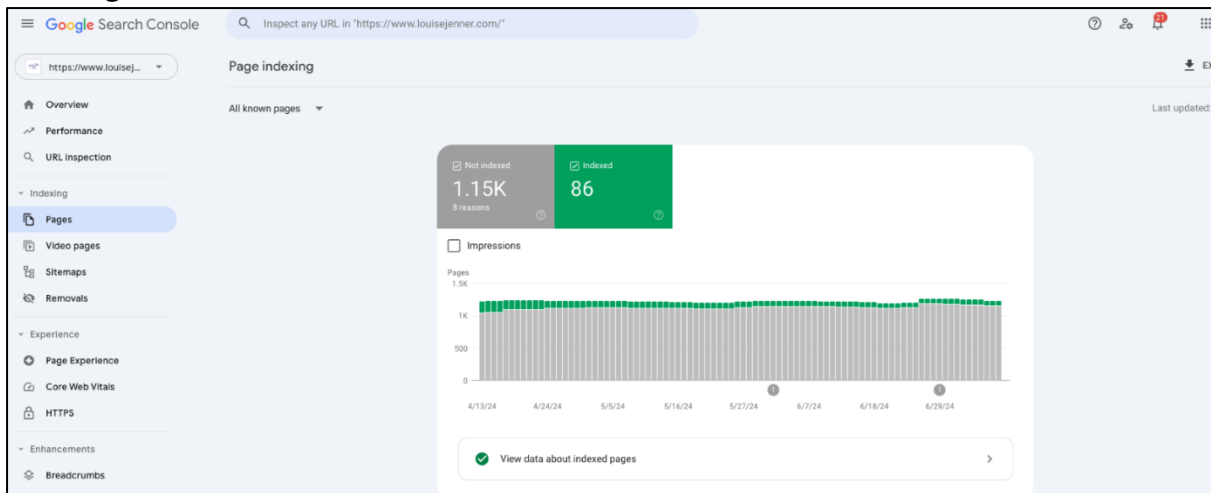 Google Search Console
Inspect any URL in "https://www.louisejenner.com/"
21
https://www.louisej...
Page indexing
EX
Overview
All known pages
Last updated:
Performance
URL inspection
Not indexed
Indexed
1.15K
86
8 reasons
Indexing
Pages
Video pages
Impressions
Sitemaps
Pages
1.5K
Removals
1K
Experience
500
Page Experience
0
Core Web Vitals
1
1
HTTPS
4/13/24 4/24/24 5/5/24 5/16/24 5/27/24 6/7/24 6/18/24 6/29/24
Enhancements
View data about indexed pages
Breadcrumbs